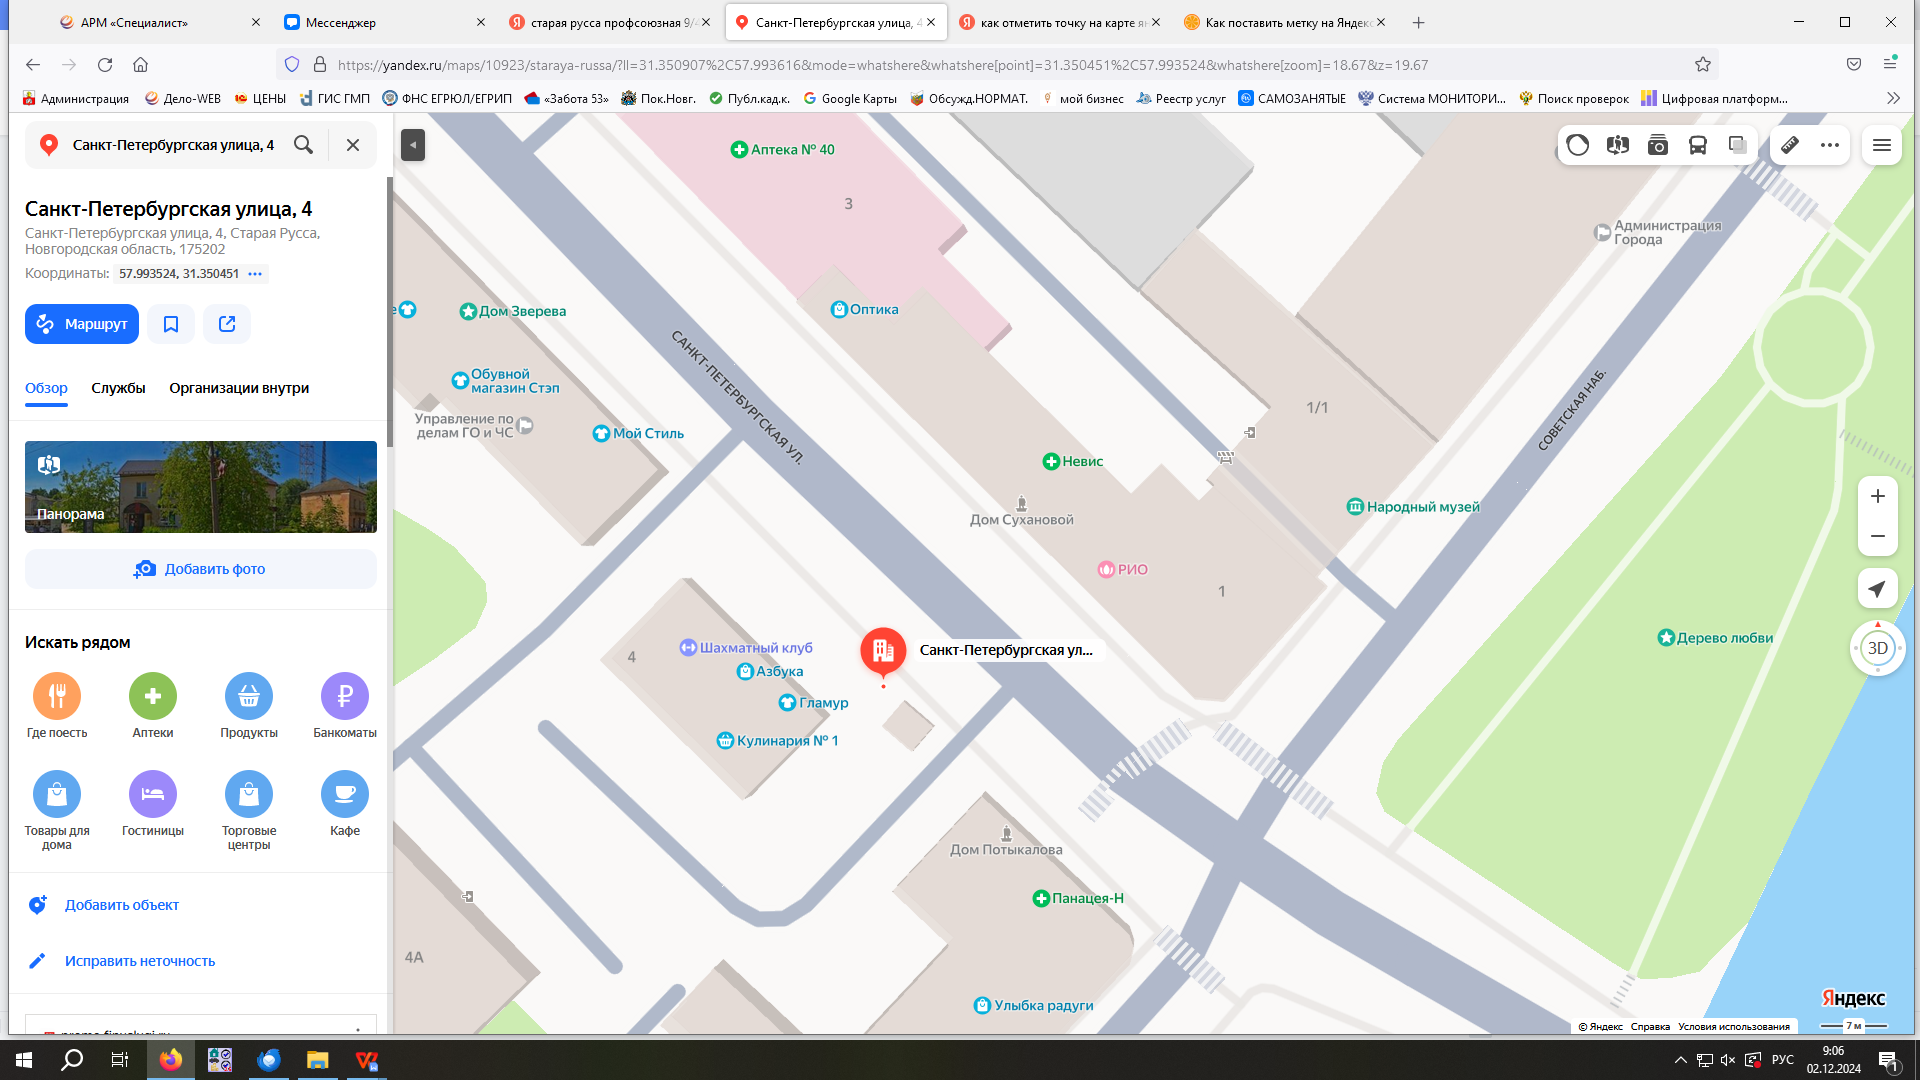 АРМ «Специалист»
Мессенджер
старая русса профсоюзная 9/4
Санкт-Петербургская улица, 4
как отметить точку на карте ян
Как поставить метку на Яндекс
https://yandex.ru/maps/10923/staraya-russa/?ll=31.350907%2C57.993616&mode=whatshere&whatshere[point]=31.350451%2C57.993524&whatshere[zoom]=18.67&z=19.67
Администрация
Дело-WEB
ЦЕНЫ
ГИС ГМП
ФНС ЕГРЮЛ/ЕГРИП
«Забота 53»
Пок.Новг.
Публ.кад.к.
Google Карты
Обсужд.НОРМАТ.
мой бизнес
Реестр услуг
САМОЗАНЯТЫЕ
Система МОНИТОРИ...
Поиск проверок
Цифровая платформ...
Санкт-Петербургская улица, 4
Санкт-Петербургская улица, 4
Санкт-Петербургская улица, 4, Старая Русса,
Новгородская область, 175202
Координаты: 57.993524, 31.350451
Маршрут
Обзор
Службы
Организации внутри
Панорама
Добавить фото
Искать рядом
Где поесть
Аптеки
Продукты
Банкоматы
Товары для
дома
Гостиницы
Торговые
центры
Кафе
Добавить объект
Исправить неточность
Аптека № 40
3
Администрация
Города
Дом Зверева
Оптика
САНКТ-ПЕТЕРБУРГСКАЯ УЛ.
Обувной
магазин Стэп
СОВЕТСКАЯ НАБ.
1/1
Управление по
делам ГО и ЧС
Мой Стиль
Невис
Дом Сухановой
Народный музей
РИО
1
Дерево любви
Шахматный клуб
4
Азбука
Санкт-Петербургская ул...
Гламур
Кулинария № 1
3D
Дом Потыкалова
Панацея-Н
4А
Улыбка радуги
Яндекс
© Яндекс Справка Условия использования
7 м
РУС
9:06
02.12.2024
1